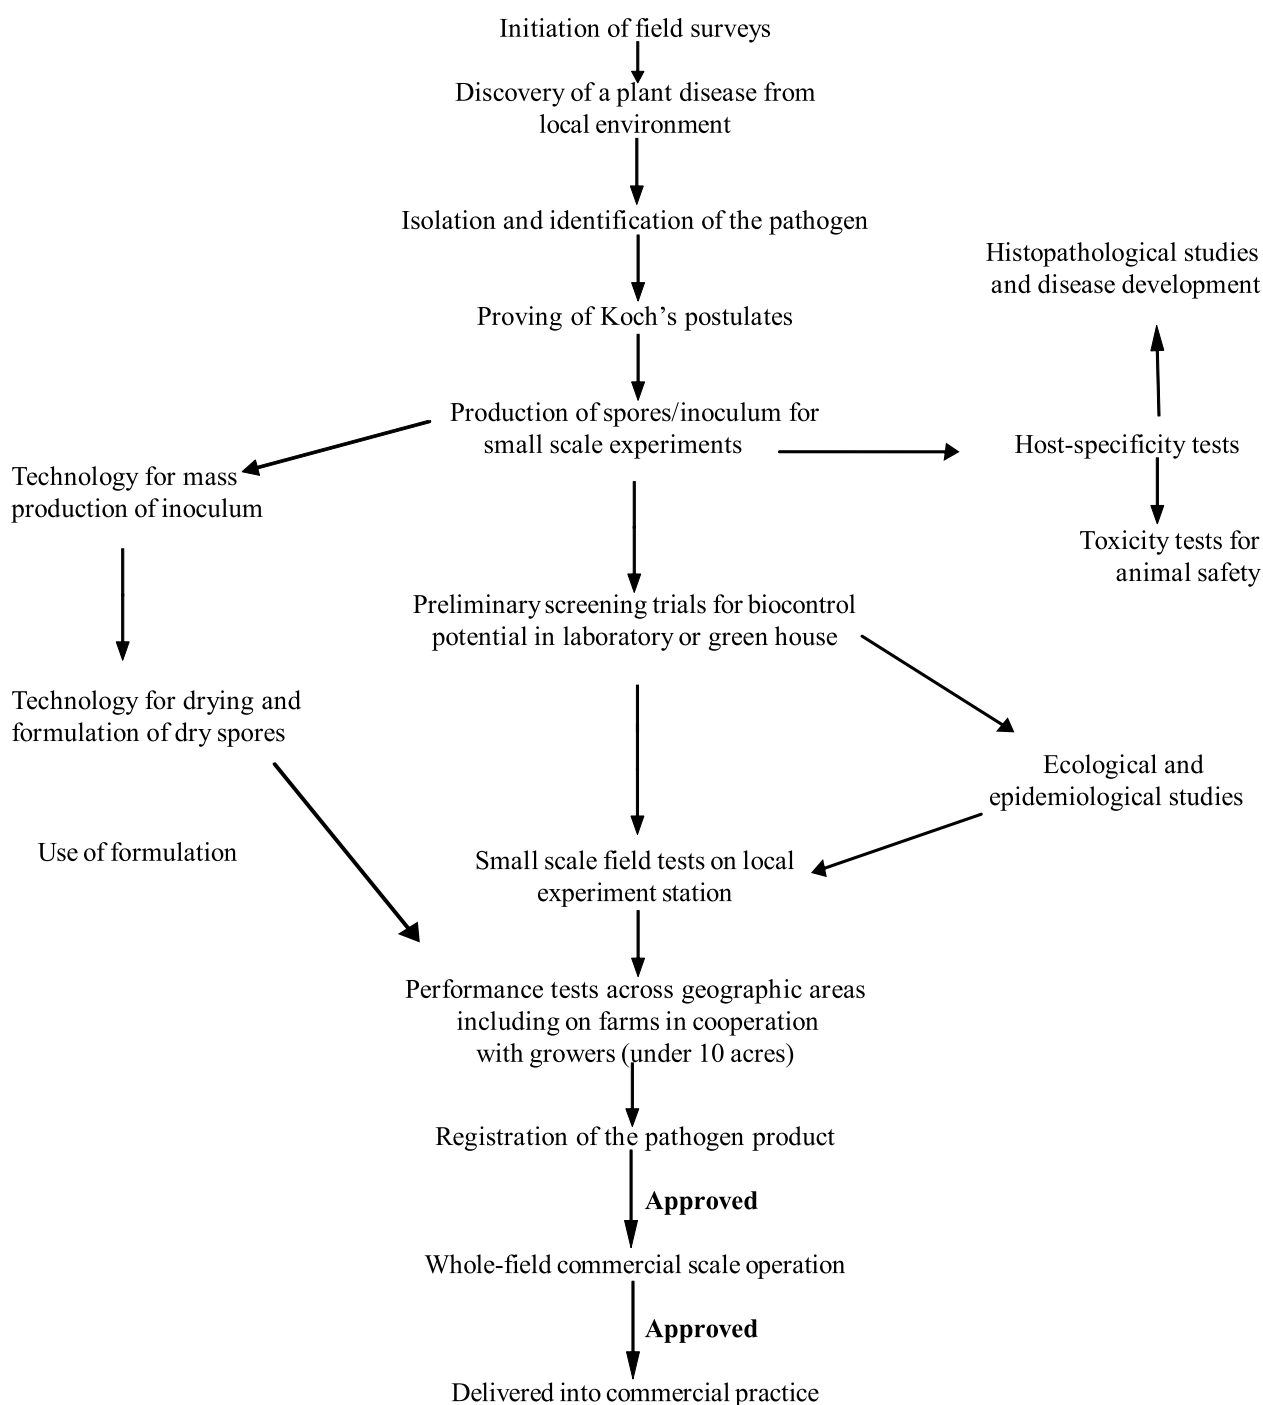 Initiation of field surveys
Discovery of a plant disease from
local environment
Isolation and identification of the pathogen
Histopathological studies
and disease development
Proving of Koch’s postulates
Production of spores/inoculum for
small scale experiments
Host-specificity tests
Technology for mass
production of inoculum
Toxicity tests for
animal safety
Preliminary screening trials for biocontrol
potential in laboratory or green house
Technology for drying and
formulation of dry spores
Ecological and
epidemiological studies
Use of formulation
Small scale field tests on local
experiment station
Performance tests across geographic areas
including on farms in cooperation
with growers (under 10 acres)
Registration of the pathogen product
Approved
Whole-field commercial scale operation
Approved
Delivered into commercial practice